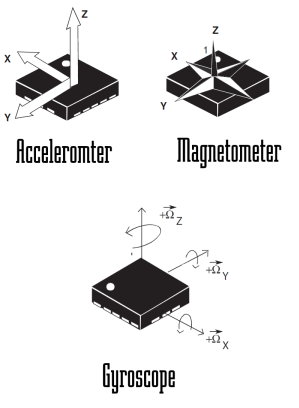 Z
X
Y
Acceleromter
Z
1
X
Y
Magnetometer
+Ω Z
+Ω Y
+Ω X
Gyroscope